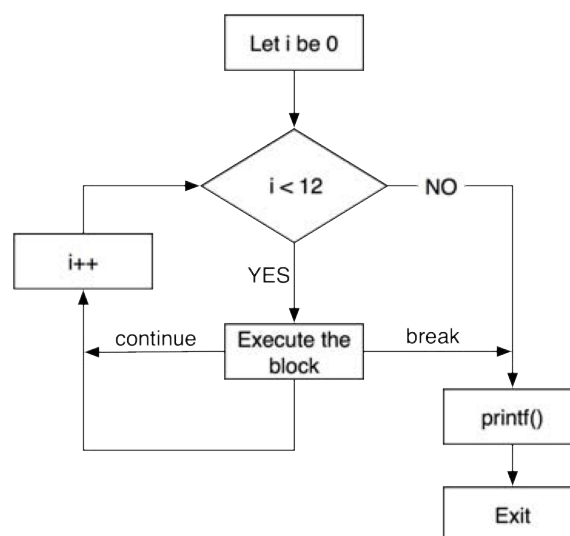 Let i be 0
i < 12
NO
i++
YES
continue
Execute the
block
break
printf()
Exit